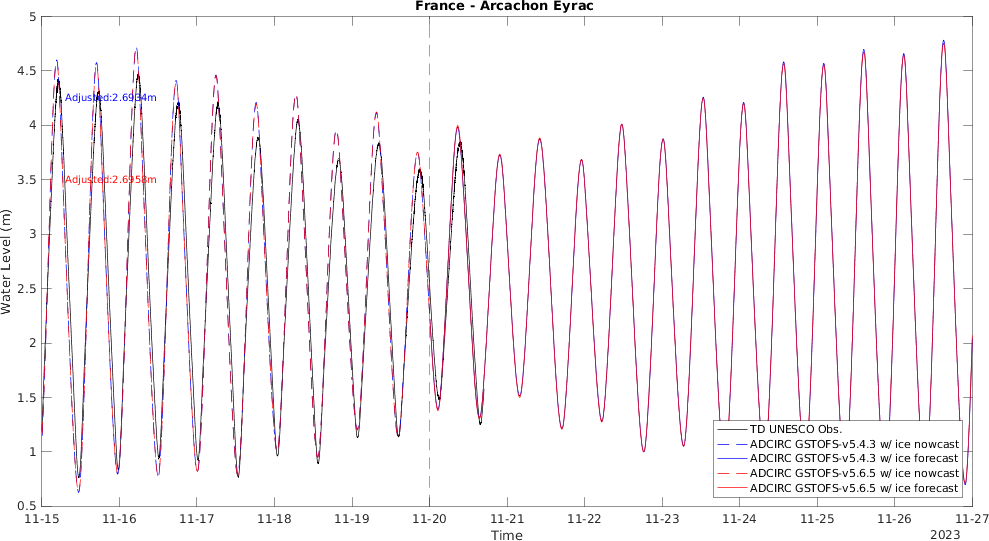 France - Arcachon Eyrac
5
4.5
4
3.5
3
2.5
2
1.5
1
0.5
Water Level (m)
Adjusted:2.6934m
Adjusted:2.6958m
TD UNESCO Obs.
ADCIRC GSTOFS-v5.4.3 w/ ice nowcast
ADCIRC GSTOFS-v5.4.3 w/ ice forecast
ADCIRC GSTOFS-v5.6.5 w/ ice nowcast
ADCIRC GSTOFS-v5.6.5 w/ ice forecast
11-15 11-16 11-17 11-18 11-19 11-20 11-21 11-22 11-23 11-24 11-25 11-26 11-27
Time
2023